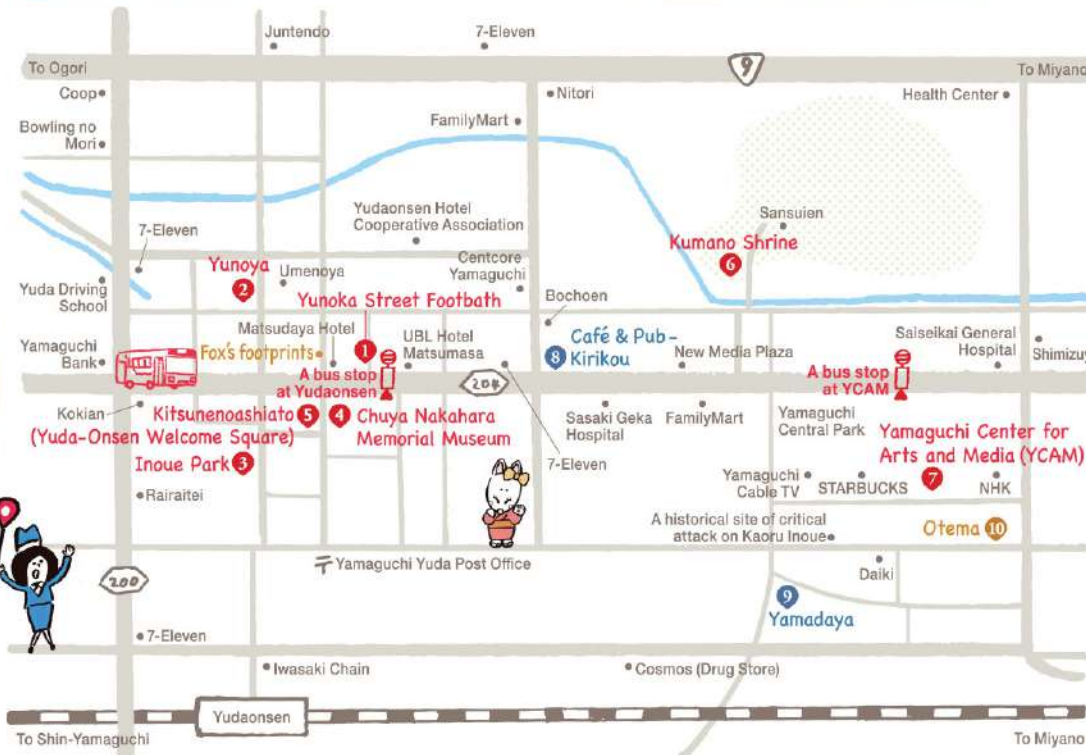 Juntendo
7-Eleven
To Ogori
9
To Miyano
Coop
Nitori
Health Center
Bowling no
Mori
FamilyMart
7-Eleven
Yudaonsen Hotel
Cooperative Association
Sansuien
Kumano Shrine
6
Yunoya
2
Umenoya
Centcore
Yamaguchi
Yuda Driving
School
Yunoka Street Footbath
Bochoen
Matsudaya Hotel
Yamaguchi
Bank
Fox's footprints
1
UBL Hotel
Matsumasa
8
Café & Pub-
Kirikou
New Media Plaza
Saiseikai General
Hospital
Shimizuy
A bus stop
at Yudaonsen
204
A bus stop
at YCAM
Kokian
Kitsunenoashiato 5
(Yuda-Onsen Welcome Square)
4 Chuya Nakahara
Memorial Museum
Sasaki Geka
Hospital
FamilyMart
Yamaguchi
Central Park
Yamaguchi Center for
Arts and Media (YCAM)
7
Inoue Park 3
7-Eleven
Rairaitei
Yamaguchi
Cable TV
STARBUCKS
NHK
A historical site of critical
attack on Kaoru Inoue
Otema 10
〒Yamaguchi Yuda Post Office
Daiki
200
9
Yamadaya
7-Eleven
Iwasaki Chain
Cosmos (Drug Store)
Yudaonsen
To Shin-Yamaguchi
To Miyano